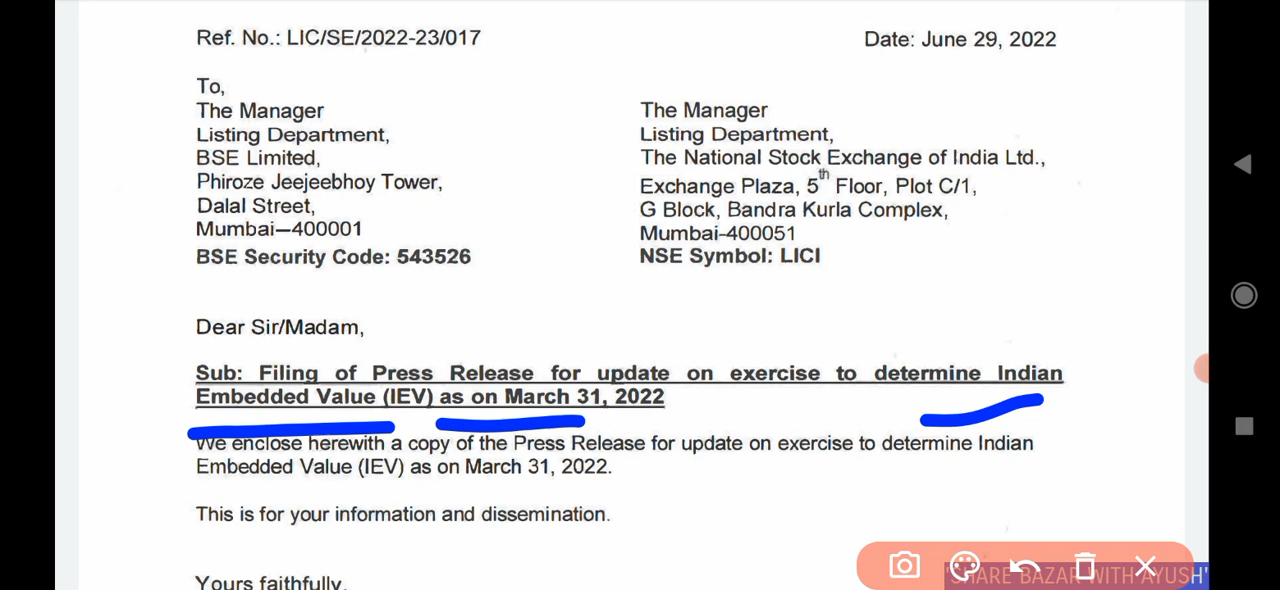 Ref. No.: LIC/SE/2022-23/017
Date: June 29, 2022
To,
The Manager
Listing Department,
BSE Limited,
Phiroze Jeejeebhoy Tower,
Dalal Street,
Mumbai–400001
BSE Security Code: 543526
The Manager
Listing Department,
The National Stock Exchange of India Ltd.,
Exchange Plaza, 5th Floor, Plot C/1,
G Block, Bandra Kurla Complex,
Mumbai-400051
NSE Symbol: LICI
Dear Sir/Madam,
Sub: Filing of Press Release for update on exercise to determine Indian
Embedded Value (IEV) as on March 31, 2022
We enclose herewith a copy of the Press Release for update on exercise to determine Indian
Embedded Value (IEV) as on March 31, 2022.
This is for your information and dissemination.
Yours faithfully,
"SHARE BAZAR WITH AYUSH"